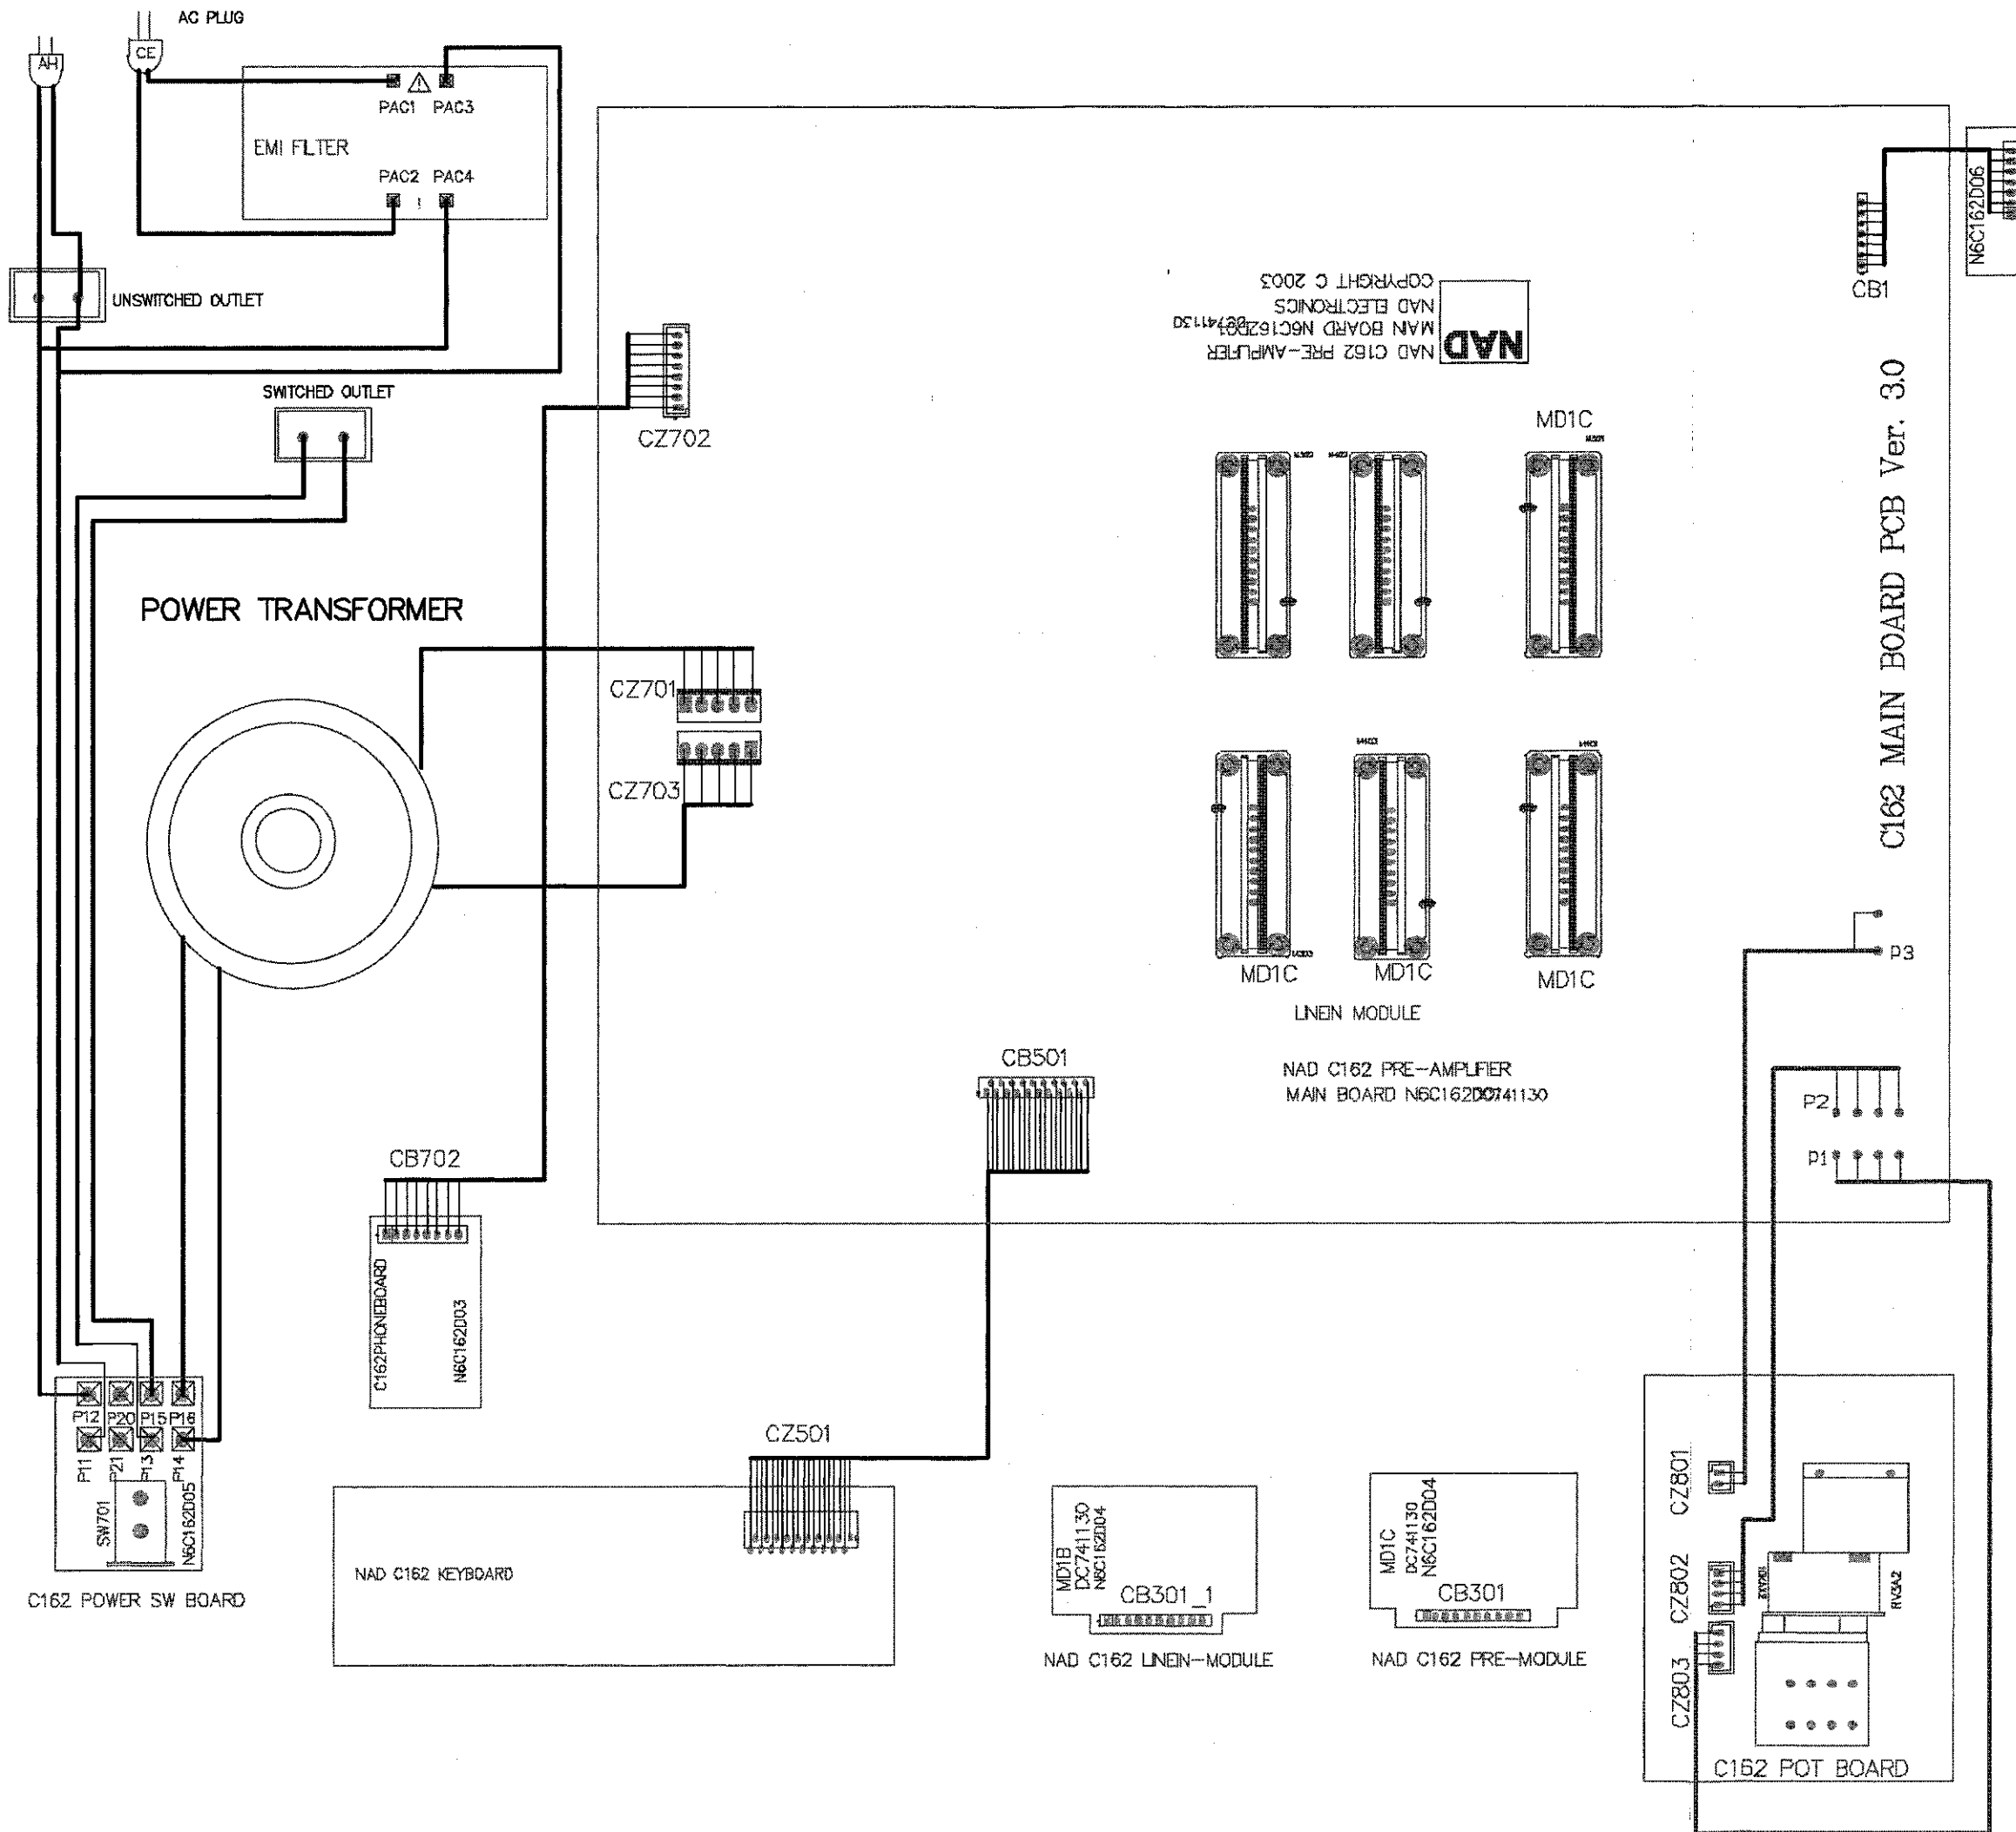 AC PLUG
AH
CE
PAC1 PAC3
EMI FILTER
PAC2 PAC4
UNSWITCHED OUTLET
SWITCHED OUTLET
POWER TRANSFORMER
CZ702
CZ701
CZ703
COPYRIGHT C 2003
NAD ELECTRONICS
MAIN BOARD
NAD C162 PRE-AMPLIFIER
NAD
CB1
N6C162D06
C162 MAIN BOARD PCB Ver. 3.0
MD1C
MD1C
MD1C
MD1C
LINEIN MODULE
NAD C162 PRE-AMPLIFIER
MAIN BOARD
P3
P2
P1
CB501
CB702
C162PHONEBOARD
N6C162D03
P12 P20 P15 P16
P11 P21 P13 P14
SW701
N6C162D05
C162 POWER SW BOARD
CZ501
NAD C162 KEYBOARD
MD1B
DC741130
N6C162D04
CB301_1
NAD C162 LINEIN-MODULE
MD1C
DC741130
N6C162D04
CB301
NAD C162 PRE-MODULE
CZ801
CZ802
CZ803
RV3A2
C162 POT BOARD